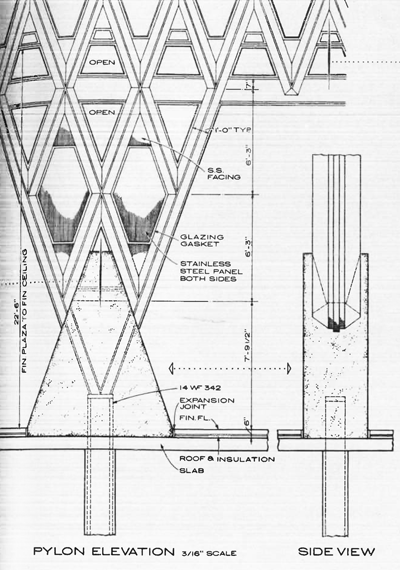 OPEN
OPEN
1"
1'-0" TYP.
6'-3"
S.S.
FACING
GLAZING
GASKET
6'-3"
STAINLESS
STEEL PANEL
BOTH SIDES
22'-6"
FIN PLAZA TO FIN CEILING
7'-9 1/2"
14 WF 342
EXPANSION
JOINT
FIN. FL.
6"
ROOF & INSULATION
SLAB
PYLON ELEVATION 3/16" SCALE
SIDE VIEW